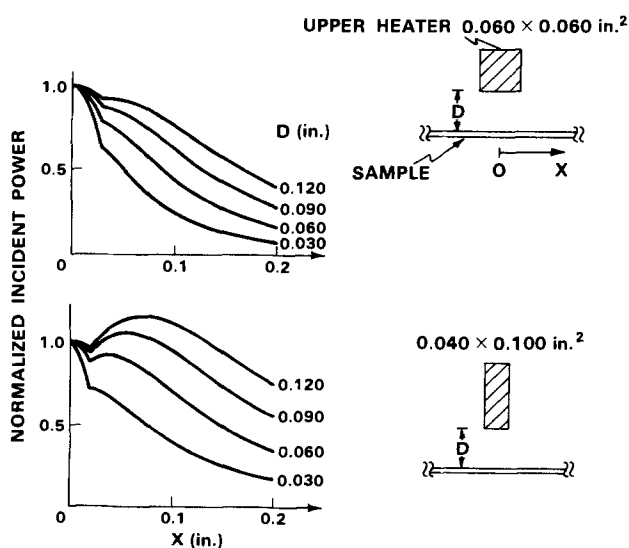 UPPER HEATER 0.060 × 0.060 in.²
D
SAMPLE
O
X
NORMALIZED INCIDENT POWER
1.0
0.5
0
0.1
0.2
D (in.)
0.120
0.090
0.060
0.030
0.040 × 0.100 in.²
D
1.0
0.5
0
0.1
0.2
X (in.)
0.120
0.090
0.060
0.030